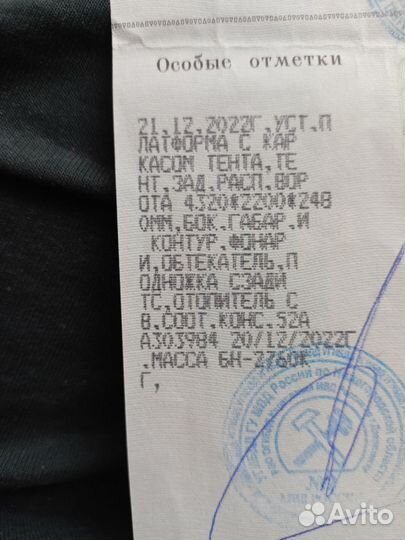 Особые отметки
21.12.2022Г,УСТ.П
ЛАТФОРМА С КАР
КАСОМ ТЕНТА,ТЕ
НТ,ЗАД.РАСП.ВОР
ОТА 4320*2200*248
0ММ,БОК.ГАБАР.И
КОНТУР.ФОНАР
И,ОБТЕКАТЕЛЬ,П
ОДНОЖКА СЗАДИ
ТС,ОТОПИТЕЛЬ С
В.СООТ.КОНС.52А
А303984 20/12/2022Г
.МАССА БН-2760К
Г,
Avito